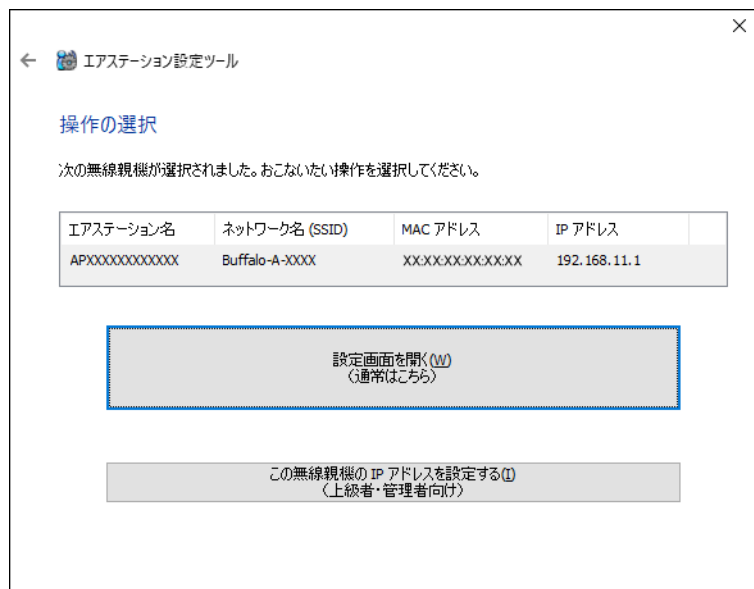 エアステーション設定ツール
操作の選択
次の無線親機が選択されました。おこないたい操作を選択してください。
エアステーション名 ネットワーク名 (SSID) MAC アドレス IP アドレス
APXXXXXXXXXXXX Buffalo-A-XXXX XX:XX:XX:XX:XX:XX 192.168.11.1
設定画面を開く(W)
(通常はこちら)
この無線親機の IP アドレスを設定する(I)
(上級者・管理者向け)